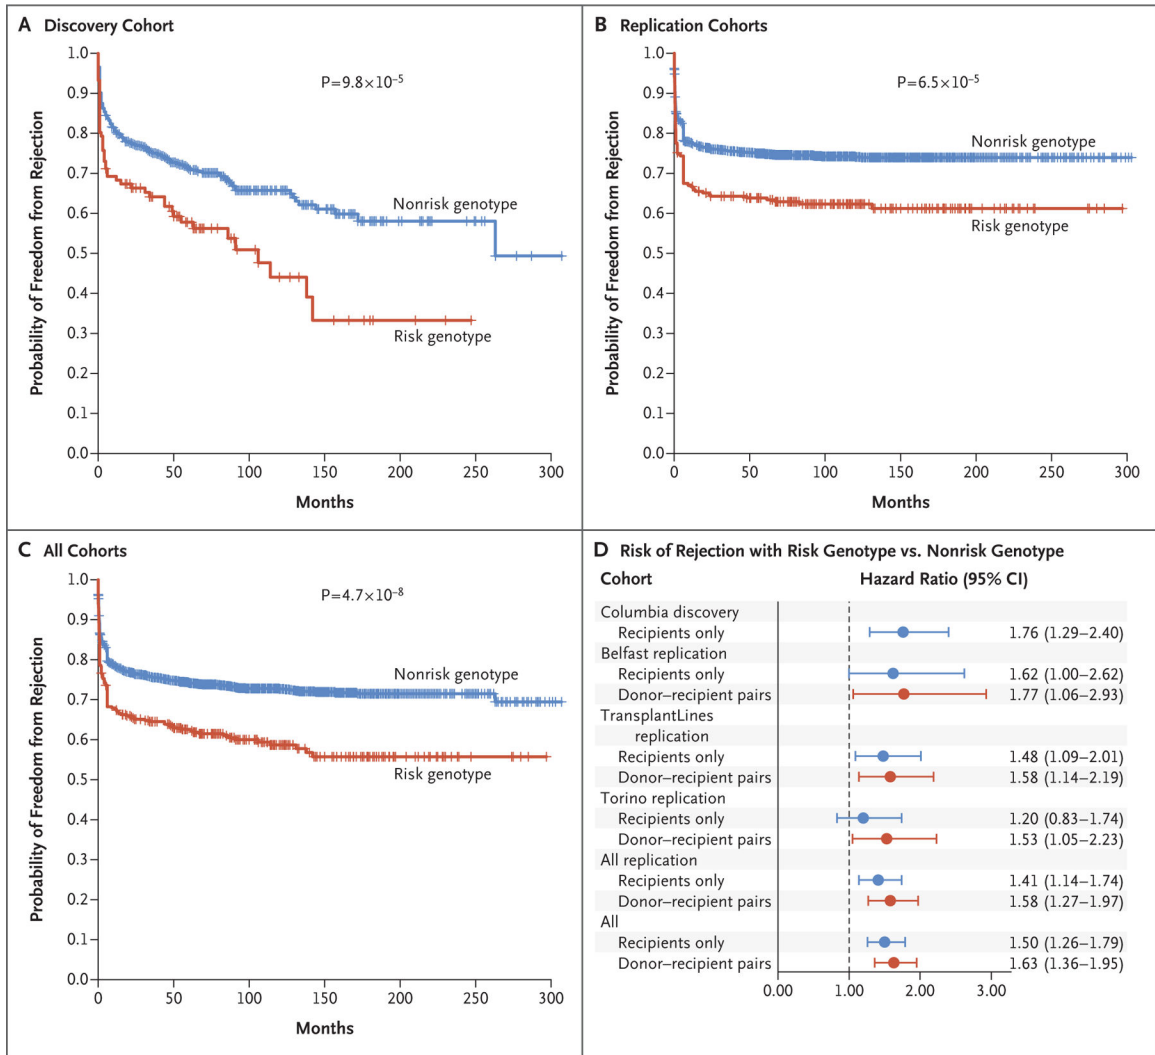 A Discovery Cohort
Probability of Freedom from Rejection
1.0
0.9
0.8
0.7
0.6
0.5
0.4
0.3
0.2
0.1
0.0
P=9.8×10⁻⁵
Nonrisk genotype
Risk genotype
0 50 100 150 200 250 300
Months
B Replication Cohorts
Probability of Freedom from Rejection
1.0
0.9
0.8
0.7
0.6
0.5
0.4
0.3
0.2
0.1
0.0
P=6.5×10⁻⁵
Nonrisk genotype
Risk genotype
0 50 100 150 200 250 300
Months
C All Cohorts
Probability of Freedom from Rejection
1.0
0.9
0.8
0.7
0.6
0.5
0.4
0.3
0.2
0.1
0.0
P=4.7×10⁻⁸
Nonrisk genotype
Risk genotype
0 50 100 150 200 250 300
Months
D Risk of Rejection with Risk Genotype vs. Nonrisk Genotype
Cohort Hazard Ratio (95% CI)
Columbia discovery
Recipients only 1.76 (1.29–2.40)
Belfast replication
Recipients only 1.62 (1.00–2.62)
Donor–recipient pairs 1.77 (1.06–2.93)
TransplantLines
replication
Recipients only 1.48 (1.09–2.01)
Donor–recipient pairs 1.58 (1.14–2.19)
Torino replication
Recipients only 1.20 (0.83–1.74)
Donor–recipient pairs 1.53 (1.05–2.23)
All replication
Recipients only 1.41 (1.14–1.74)
Donor–recipient pairs 1.58 (1.27–1.97)
All
Recipients only 1.50 (1.26–1.79)
Donor–recipient pairs 1.63 (1.36–1.95)
0.00 1.00 2.00 3.00